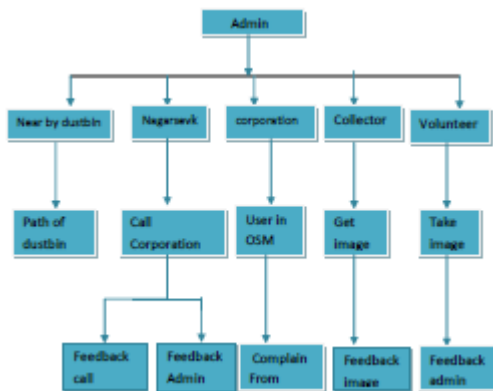 Admin
Near by dustbin
Nagarsevk
corporation
Collector
Volunteer
Path of
dustbin
Call
Corporation
User in
OSM
Get
image
Take
image
Feedback
call
Feedback
Admin
Complain
From
Feedback
image
Feedback
admin